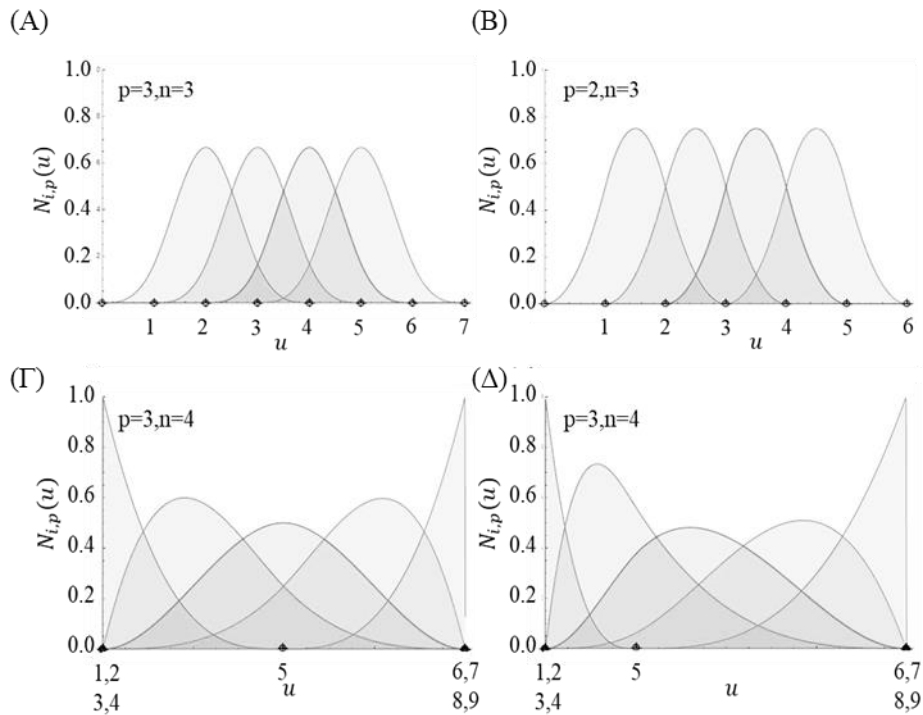 (Α)
1.0
p=3,n=3
0.8
0.6
0.4
0.2
0.0
N_{i,p}(u)
1 2 3 4 5 6 7
u
(Β)
1.0
p=2,n=3
0.8
0.6
0.4
0.2
0.0
N_{i,p}(u)
1 2 3 4 5 6
u
(Γ)
1.0
p=3,n=4
0.8
0.6
0.4
0.2
0.0
N_{i,p}(u)
1,2 5 6,7
3,4 u 8,9
(Δ)
1.0
p=3,n=4
0.8
0.6
0.4
0.2
0.0
N_{i,p}(u)
1,2 5 u 6,7
3,4 8,9